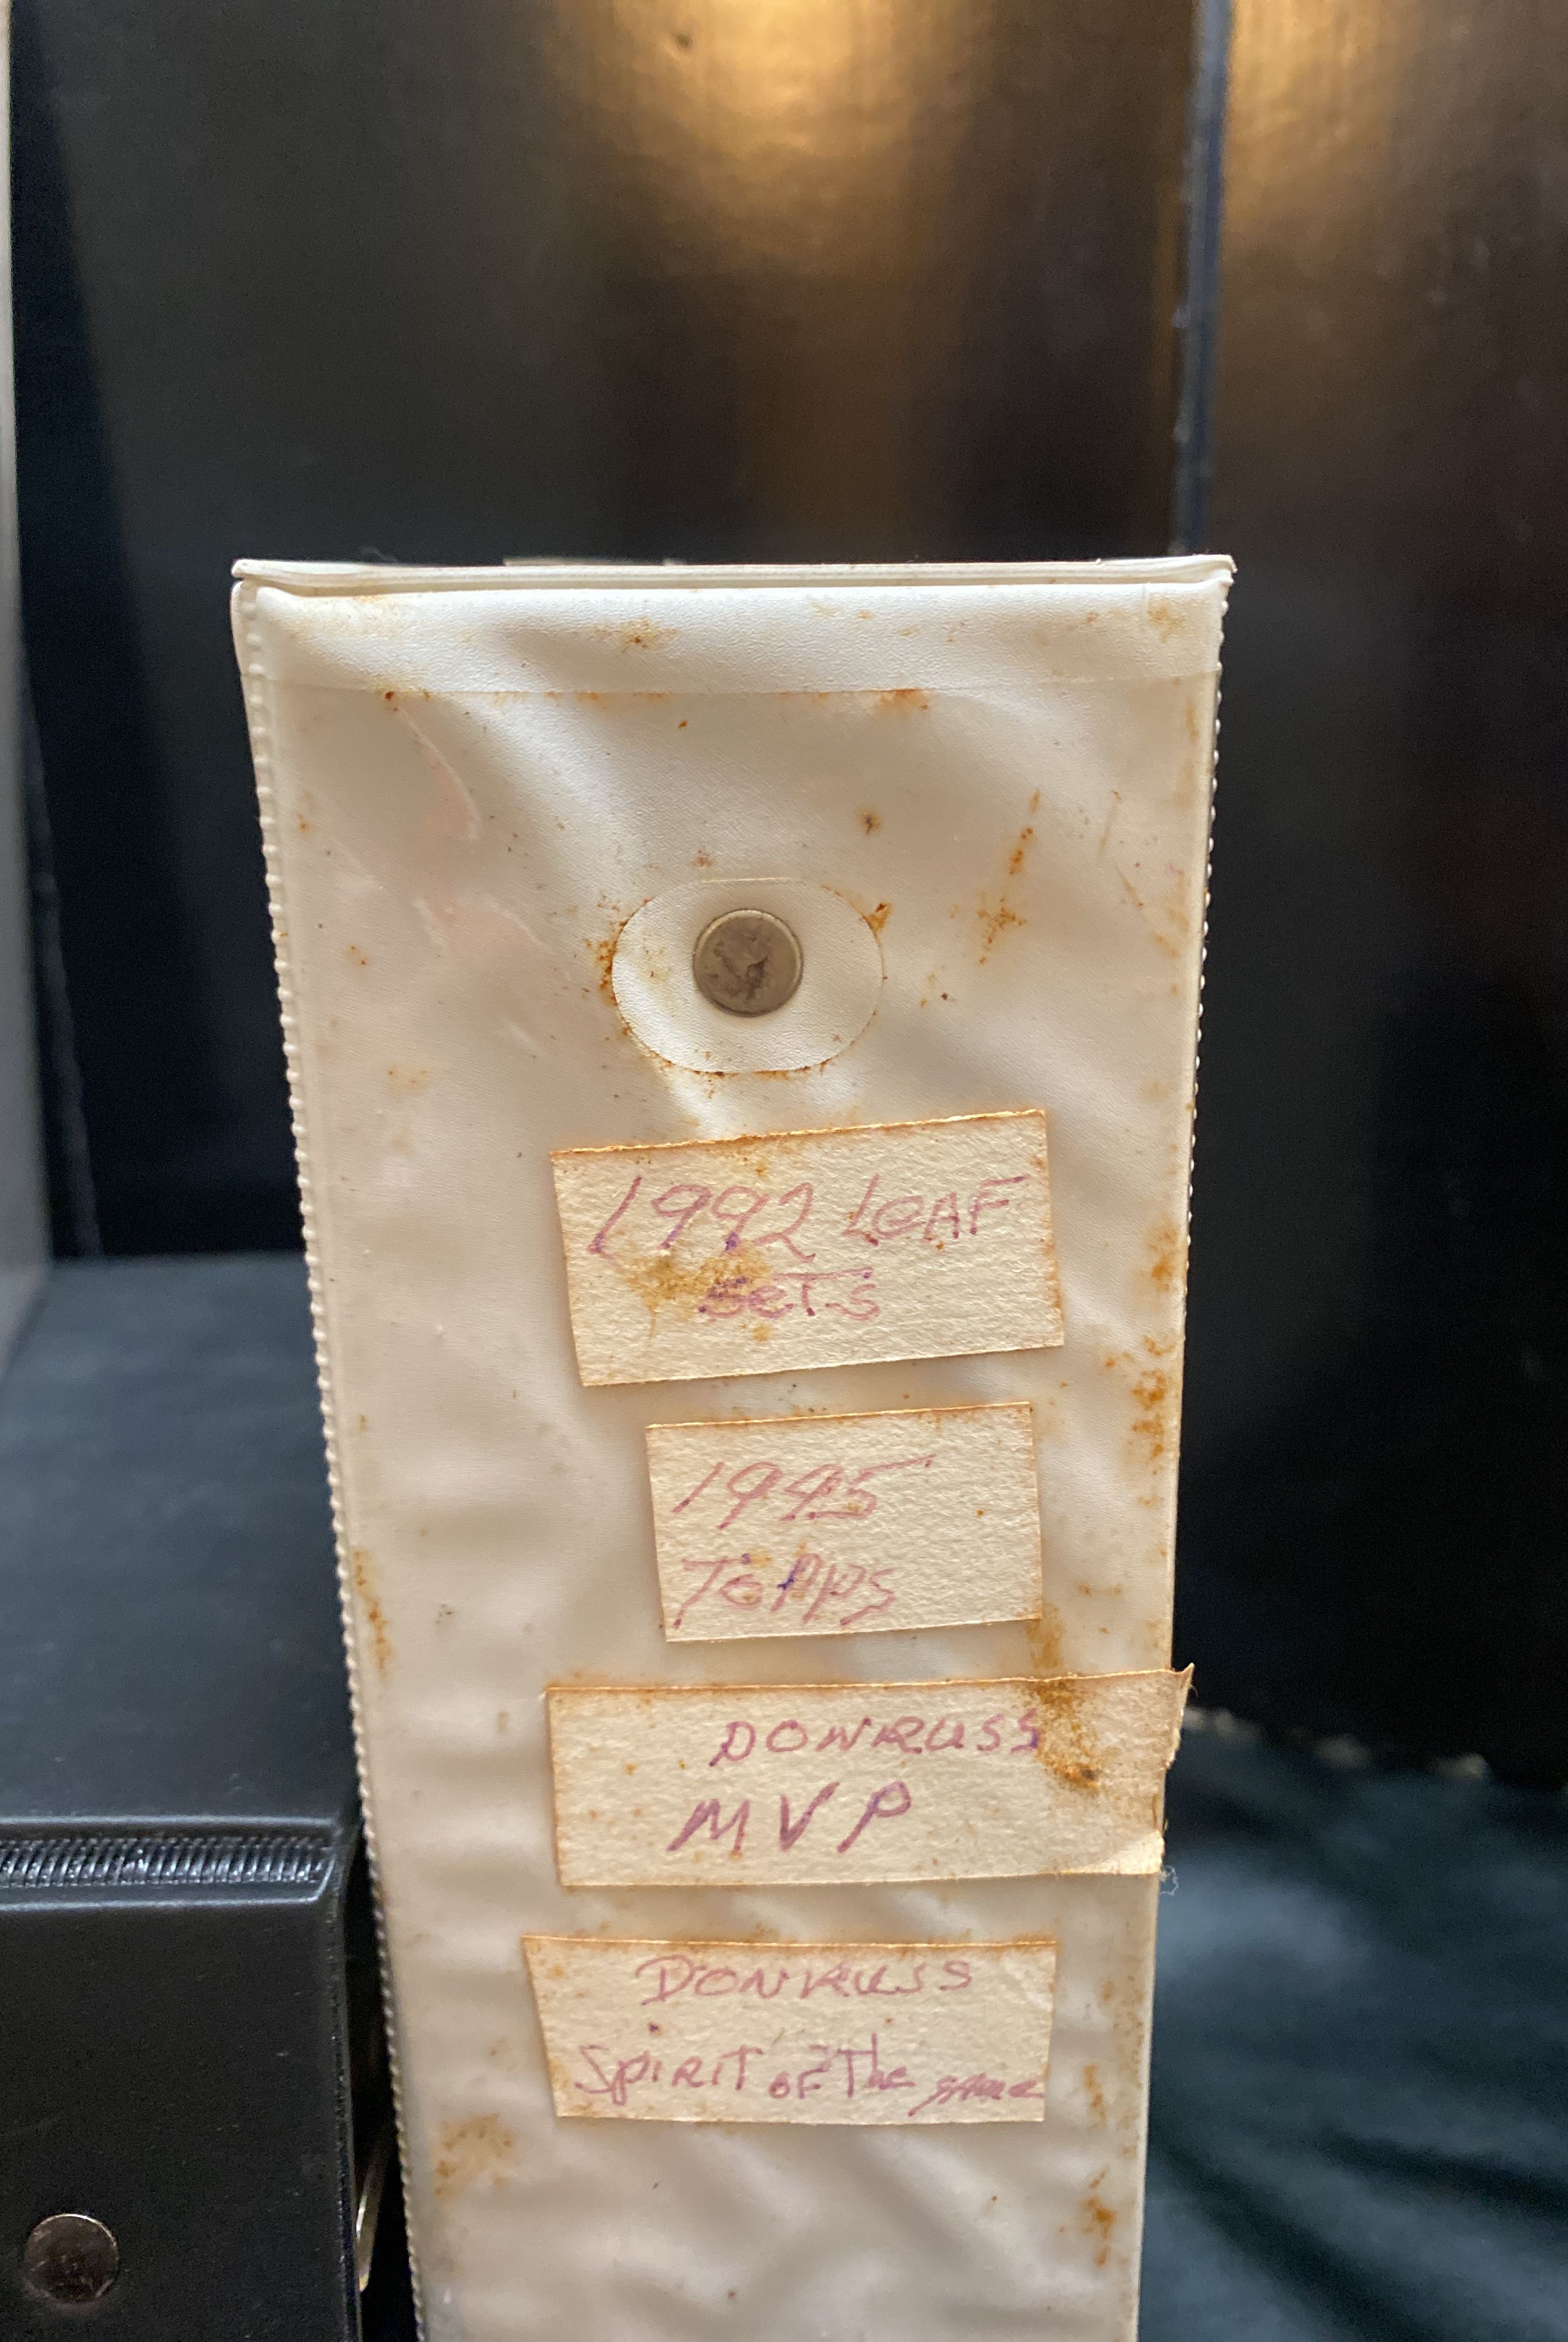 1992 LeAF
SeTS
1995
TOPPS
DONRUSS
MVP
DONRUSS
SpiRIT OF The game